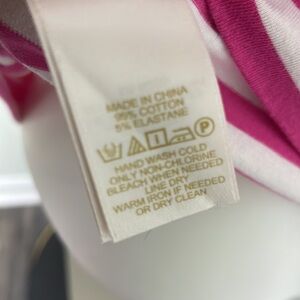 MADE IN CHINA
95% COTTON
5% ELASTANE
P
HAND WASH COLD
ONLY NON-CHLORINE
BLEACH WHEN NEEDED
LINE DRY
WARM IRON IF NEEDED
OR DRY CLEAN